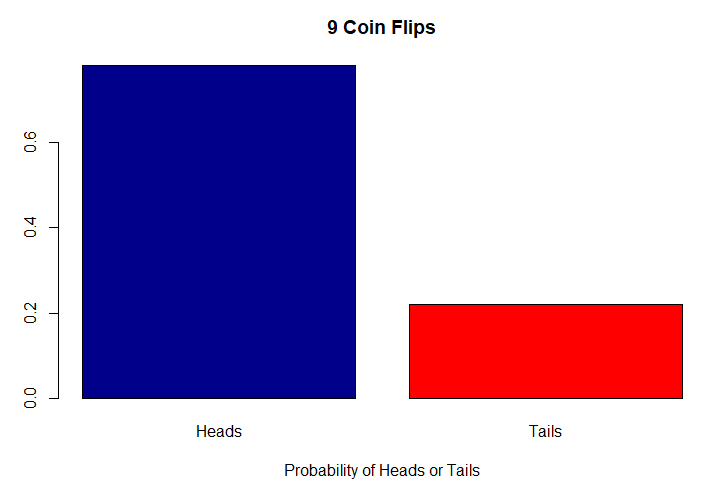 9 Coin Flips
0.6
0.4
0.2
0.0
Heads Tails
Probability of Heads or Tails